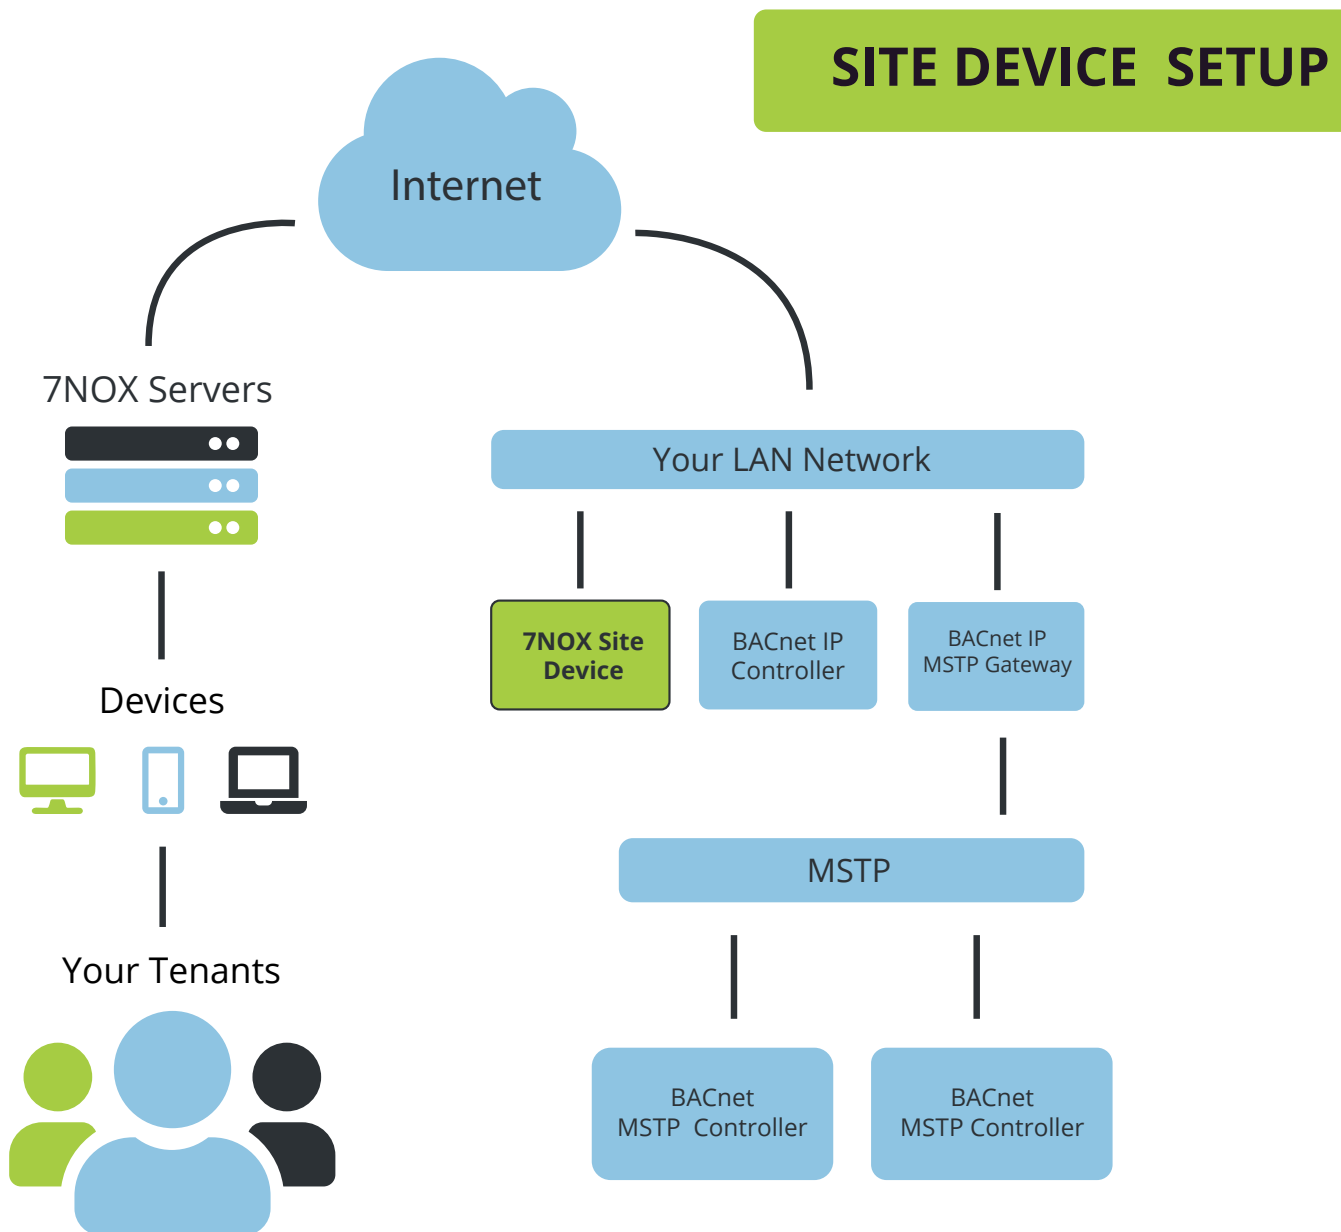 SITE DEVICE SETUP
Internet
7NOX Servers
Your LAN Network
7NOX Site
Device
BACnet IP
Controller
BACnet IP
MSTP Gateway
Devices
MSTP
Your Tenants
BACnet
MSTP Controller
BACnet
MSTP Controller